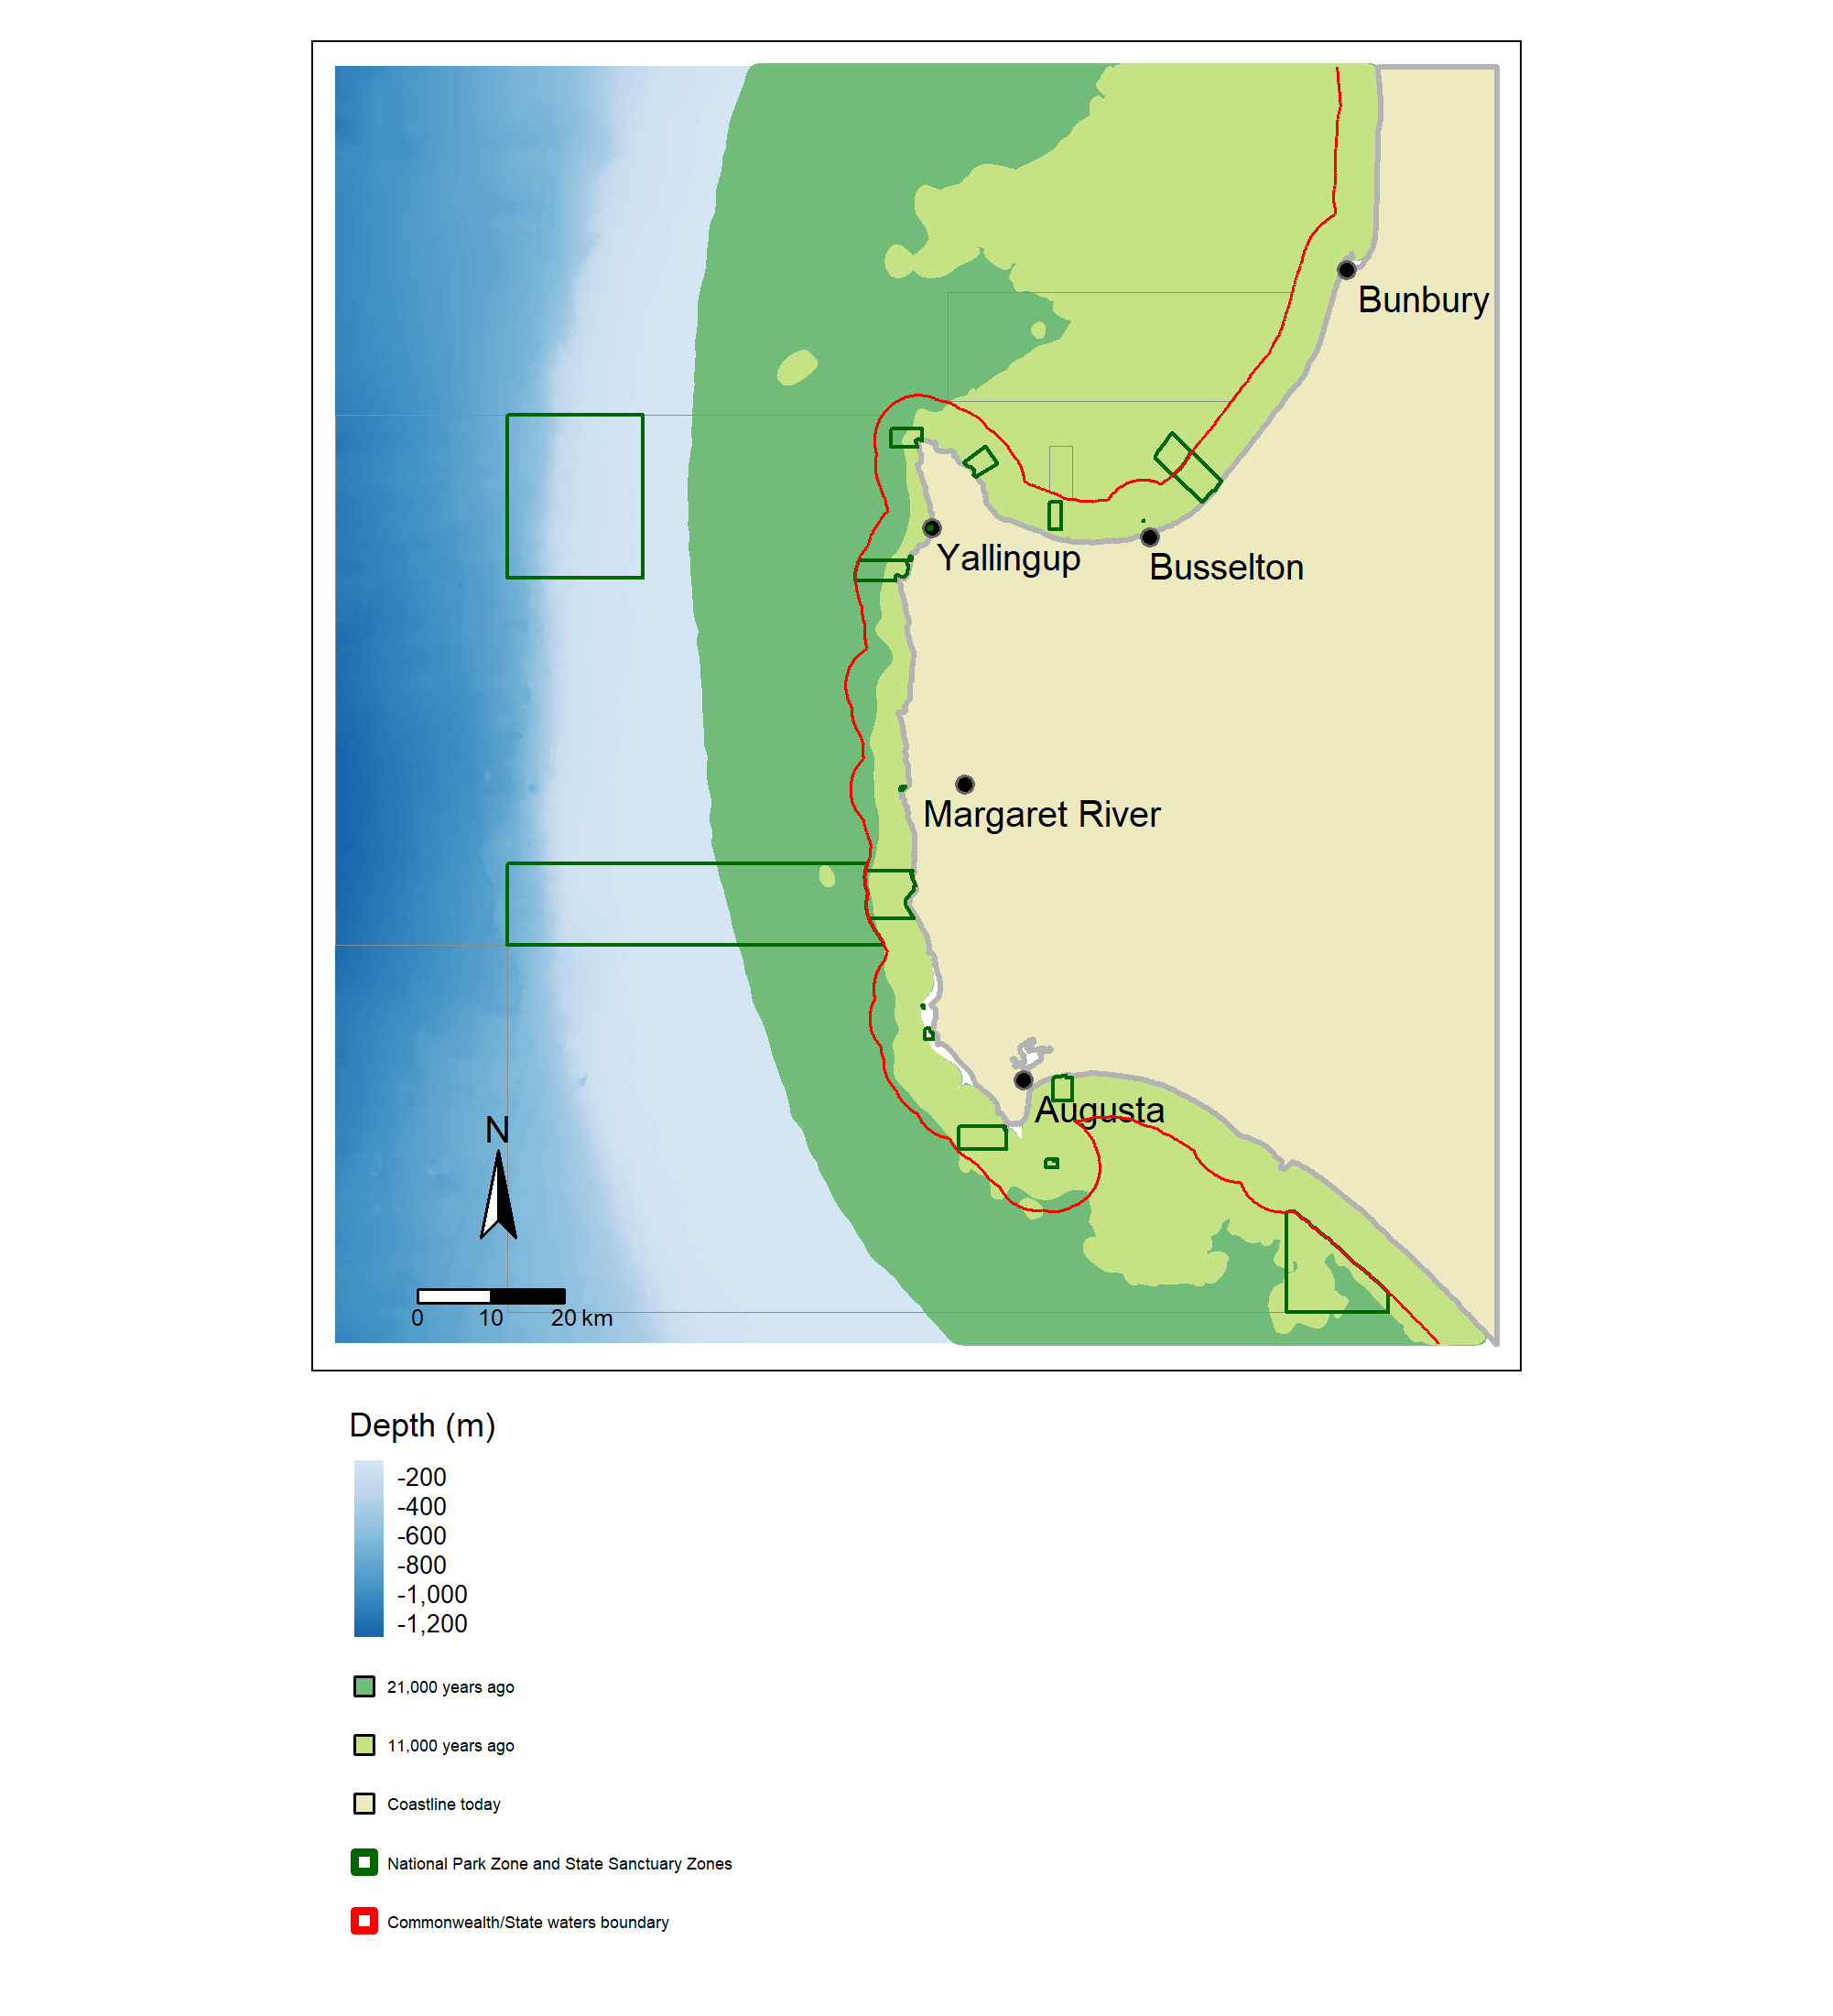 Bunbury
Yallingup
Busselton
Margaret River
Augusta
N
0 10 20 km
Depth (m)
-200
-400
-600
-800
-1,000
-1,200
21,000 years ago
11,000 years ago
Coastline today
National Park Zone and State Sanctuary Zones
Commonwealth/State waters boundary